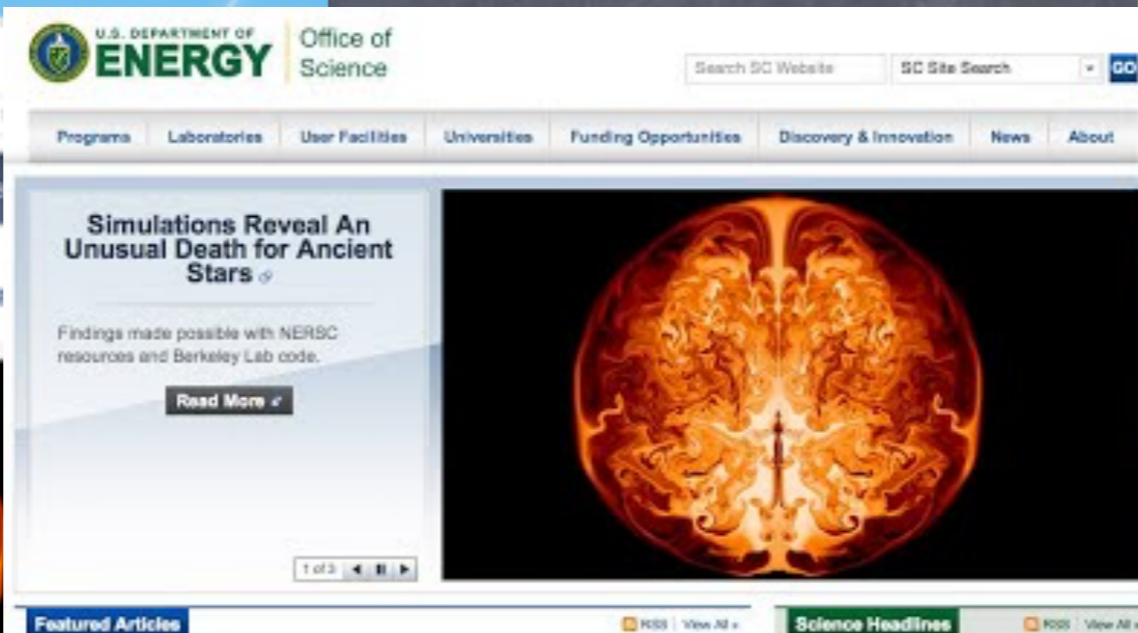 U.S. DEPARTMENT OF
ENERGY
Office of
Science
Search SC Website
SC Site Search
GO
Programs Laboratories User Facilities Universities Funding Opportunities Discovery & Innovation News About
Simulations Reveal An
Unusual Death for Ancient
Stars
Findings made possible with NERSC
resources and Berkeley Lab code.
Read More
1 of 3
Featured Articles
RSS | View All »
Science Headlines
RSS | View All »